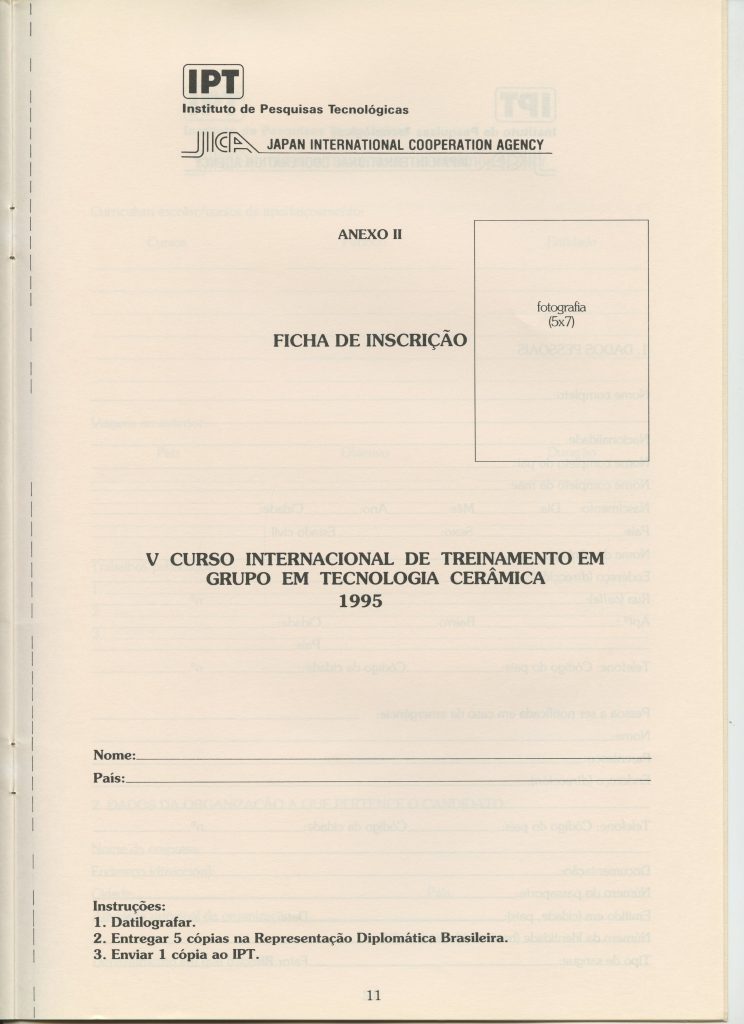 IPT
Instituto de Pesquisas Tecnológicas
JICA JAPAN INTERNATIONAL COOPERATION AGENCY
ANEXO II
fotografia
(5x7)
FICHA DE INSCRIÇÃO
V CURSO INTERNACIONAL DE TREINAMENTO EM
GRUPO EM TECNOLOGIA CERÂMICA
1995
Nome:
País:
Instruções:
1. Datilografar.
2. Entregar 5 cópias na Representação Diplomática Brasileira.
3. Enviar 1 cópia ao IPT.
11